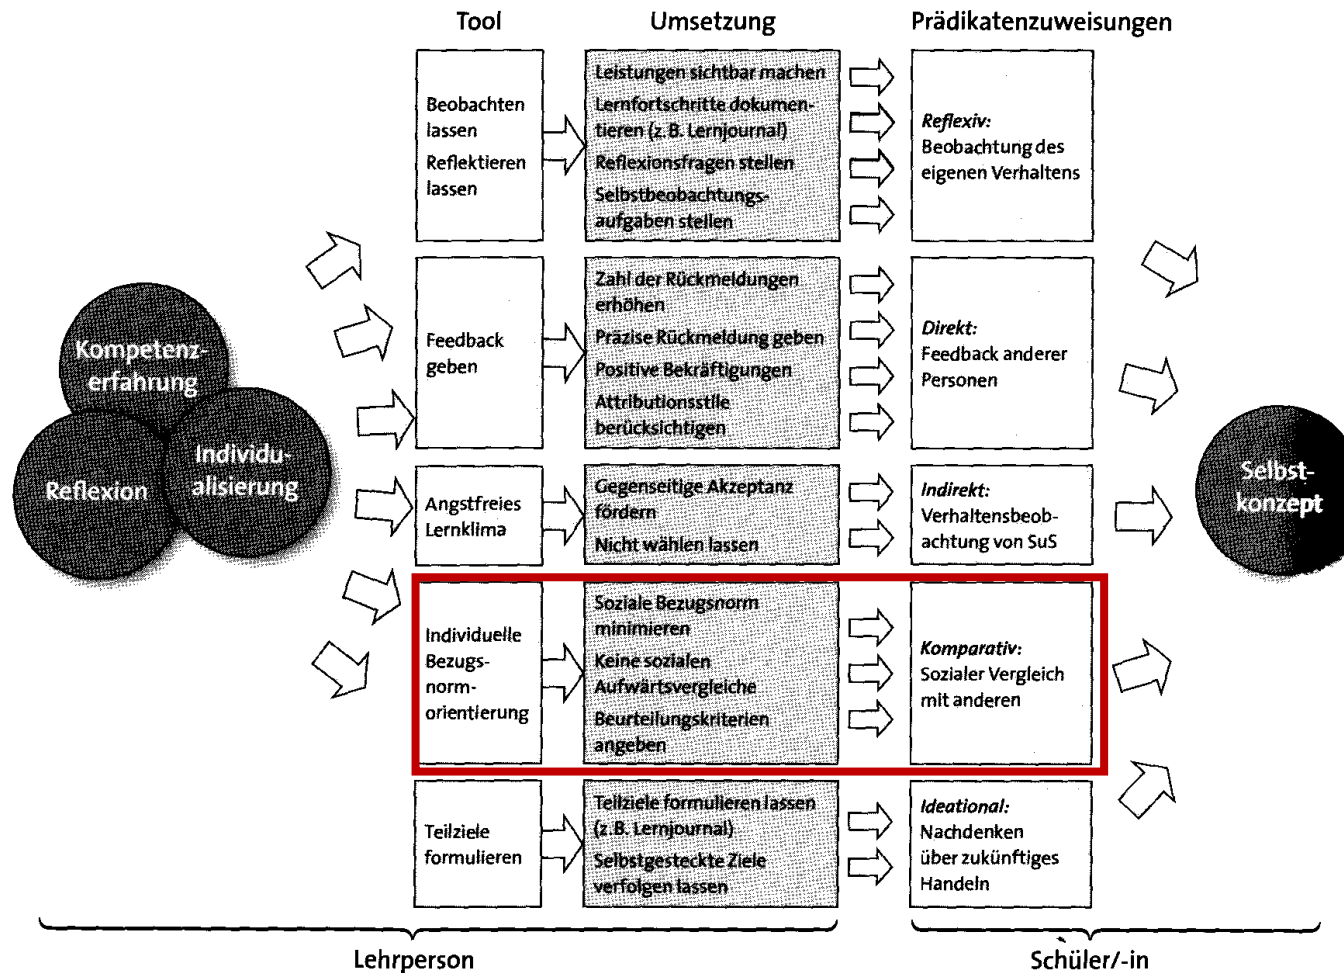 Tool
Umsetzung
Prädikatenzuweisungen
Kompetenz-
erfahrung
Reflexion
Individu-
alisierung
Beobachten
lassen
Reflektieren
lassen
Leistungen sichtbar machen
Lernfortschritte dokumen-
tieren (z.B. Lernjournal)
Reflexionsfragen stellen
Selbstbeobachtungs-
aufgaben stellen
Reflexiv:
Beobachtung des
eigenen Verhaltens
Feedback
geben
Zahl der Rückmeldungen
erhöhen
Präzise Rückmeldung geben
Positive Bekräftigungen
Attributionsstile
berücksichtigen
Direkt:
Feedback anderer
Personen
Angstfreies
Lernklima
Gegenseitige Akzeptanz
fördern
Nicht wählen lassen
Indirekt:
Verhaltensbeob-
achtung von SuS
Individuelle
Bezugs-
norm-
orientierung
Soziale Bezugsnorm
minimieren
Keine sozialen
Aufwärtsvergleiche
Beurteilungskriterien
angeben
Komparativ:
Sozialer Vergleich
mit anderen
Teilziele
formulieren
Teilziele formulieren lassen
(z.B. Lernjournal)
Selbstgesteckte Ziele
verfolgen lassen
Ideational:
Nachdenken
über zukünftiges
Handeln
Selbst-
konzept
Lehrperson
Schüler/-in